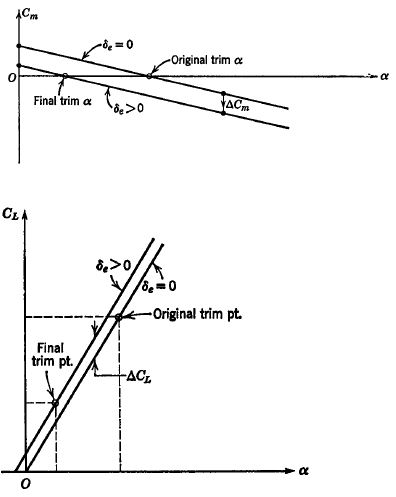 C_m
δ_e = 0
Original trim α
O
α
Final trim α
δ_e > 0
ΔC_m
C_L
δ_e > 0
δ_e = 0
Original trim pt.
Final
trim pt.
ΔC_L
O
α